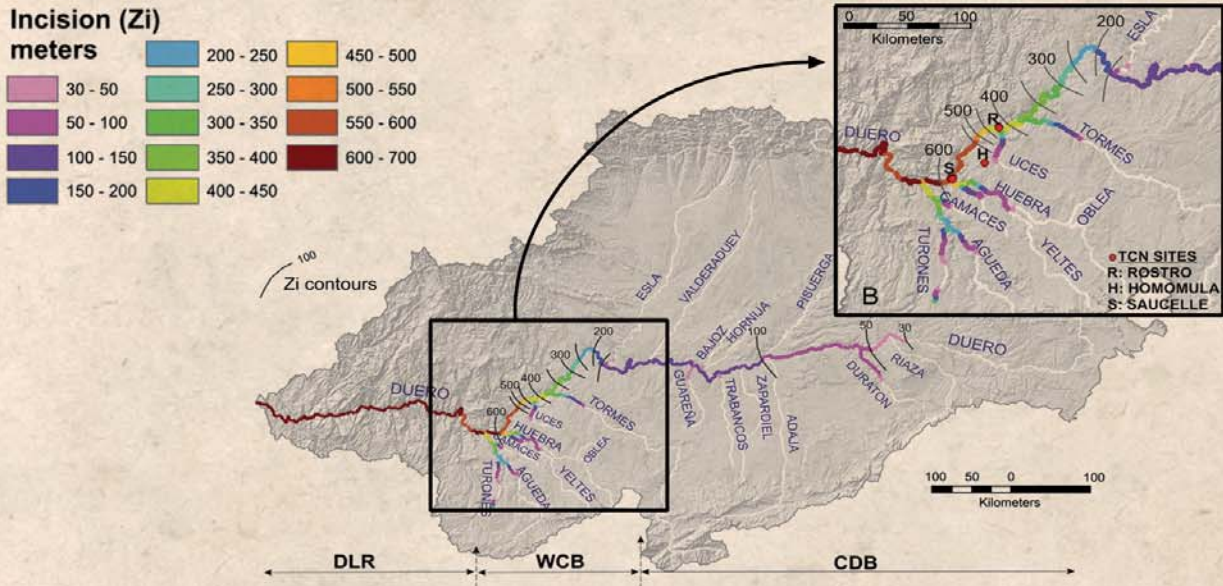 Incision (Zi)
meters
30 - 50
50 - 100
100 - 150
150 - 200
200 - 250
250 - 300
300 - 350
350 - 400
400 - 450
450 - 500
500 - 550
550 - 600
600 - 700
100
Zi contours
0 50 100
Kilometers
200
ESLA
300
400
500
R
DUERO
600
TORMES
H
UCES
S
HUEBRA
OBLEA
CAMACES
YELTES
AGUEDA
TURONES
TCN SITES
R: ROSTRO
H: HOMOMULA
S: SAUCELLE
B
ESLA
VALDERADUEY
PISUERGA
HORNIJA
BAJOZ
200
300
400
500
600
100
50
30
DUERO
DUERO
RIAZA
DURATON
GUAREÑA
TRABANCOS
ZAPARDIEL
ADAJA
TORMES
UCES
HUEBRA
CAMACES
OBLEA
YELTES
AGUEDA
TURONES
100 50 0 100
Kilometers
DLR
WCB
CDB